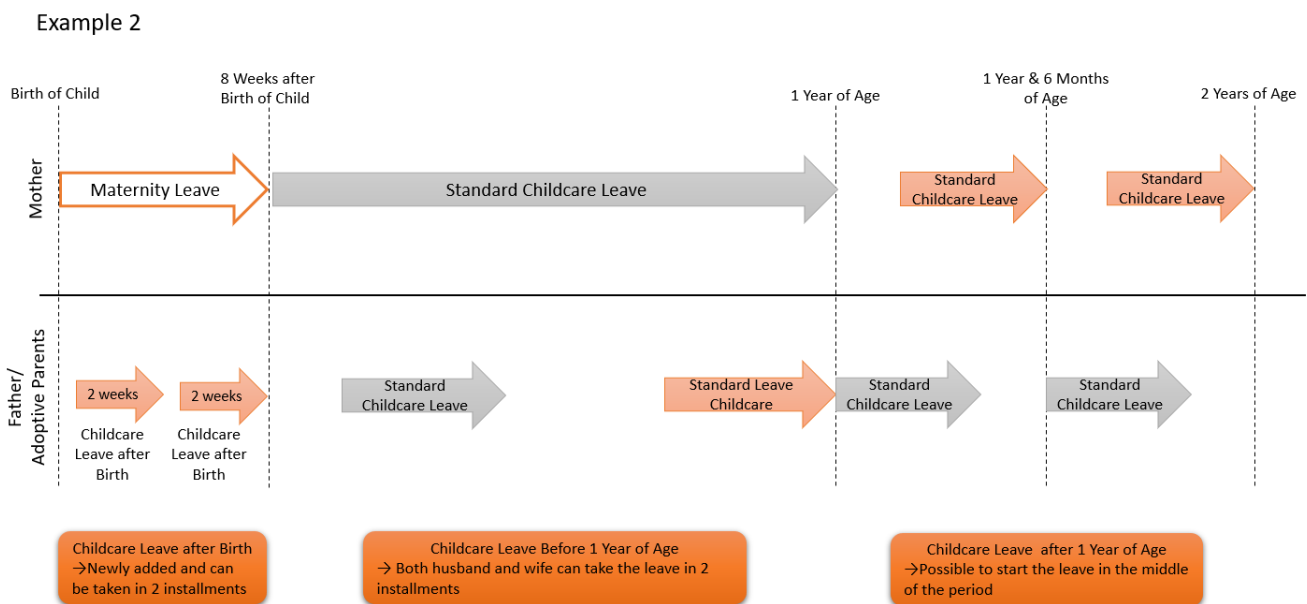 Example 2
Birth of Child
8 Weeks after
Birth of Child
1 Year of Age
1 Year & 6 Months
of Age
2 Years of Age
Mother
Maternity Leave
Standard Childcare Leave
Standard
Childcare Leave
Standard
Childcare Leave
Father/
Adoptive Parents
2 weeks
Childcare
Leave after
Birth
2 weeks
Childcare
Leave after
Birth
Standard
Childcare Leave
Standard Leave
Childcare
Standard
Childcare Leave
Standard
Childcare Leave
Childcare Leave after Birth
→Newly added and can
be taken in 2 installments
Childcare Leave Before 1 Year of Age
→ Both husband and wife can take the leave in 2
installments
Childcare Leave after 1 Year of Age
→Possible to start the leave in the middle
of the period